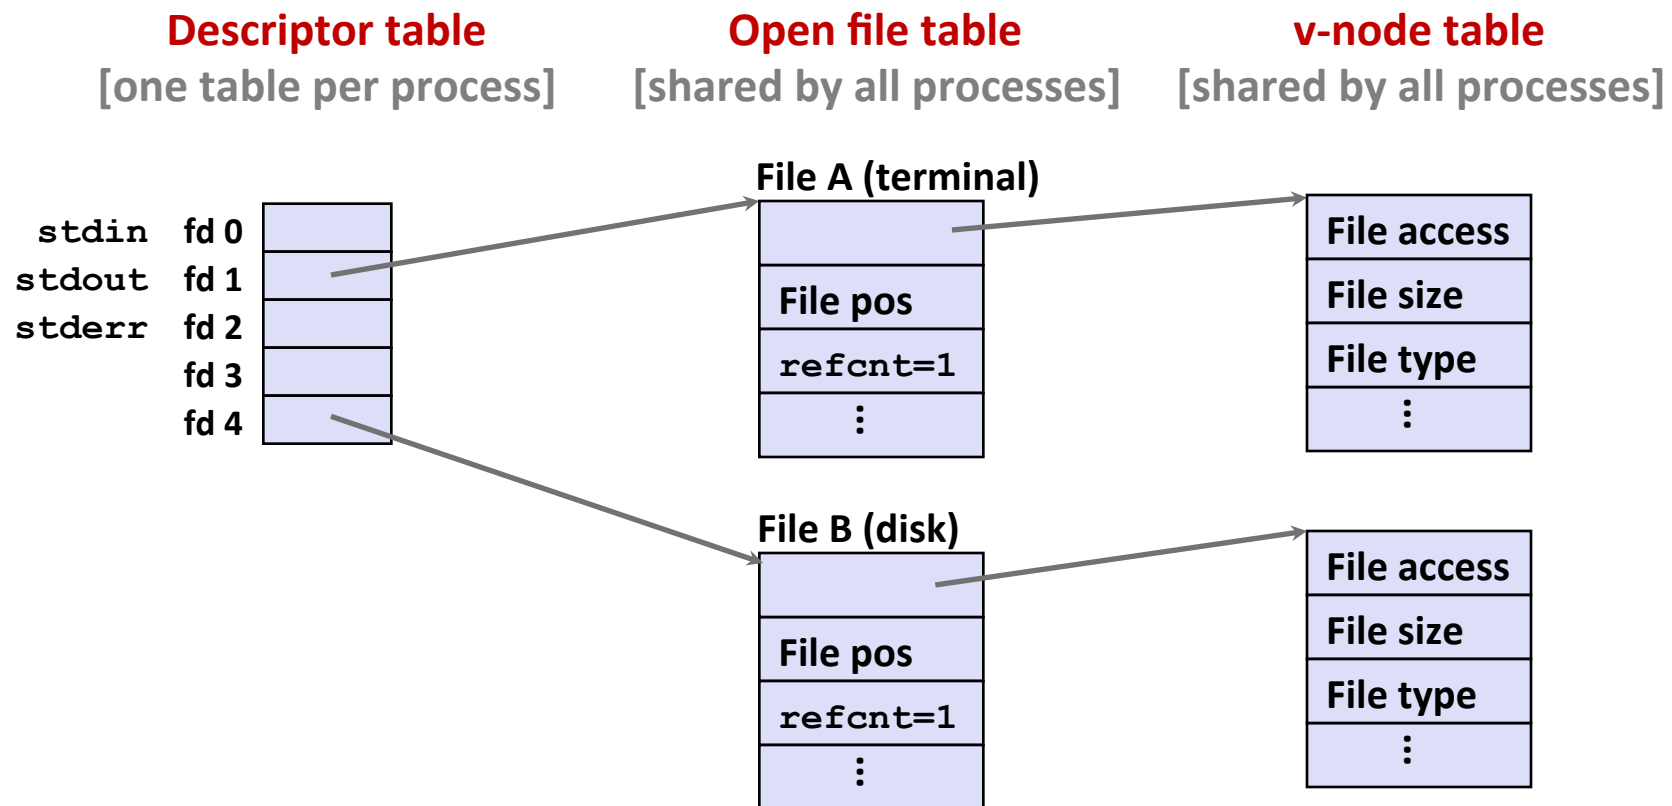 Descriptor table
[one table per process]
Open file table
[shared by all processes]
v-node table
[shared by all processes]
stdin fd 0
stdout fd 1
stderr fd 2
fd 3
fd 4
File A (terminal)
File pos
refcnt=1
⋮
File access
File size
File type
⋮
File B (disk)
File pos
refcnt=1
⋮
File access
File size
File type
⋮